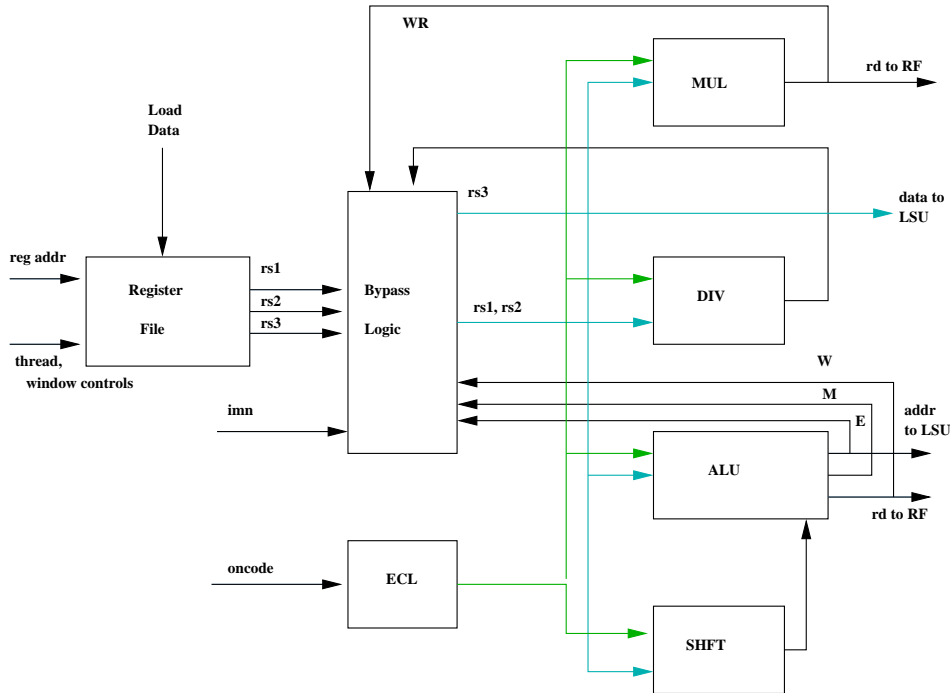 WR
MUL
rd to RF
Load
Data
rs3
data to
LSU
reg addr
rs1
Register
File
rs2
rs3
Bypass
Logic
rs1, rs2
DIV
thread,
window controls
W
M
E
addr
to LSU
imn
ALU
rd to RF
oncode
ECL
SHFT